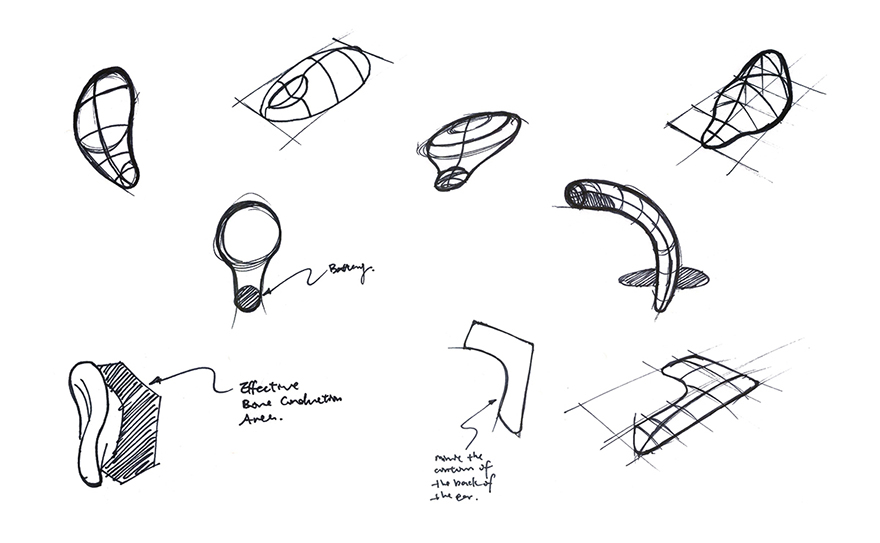 Battery.
Effective
Bone Conduction
Area.
mimic the
curvature of
the back of
the ear.